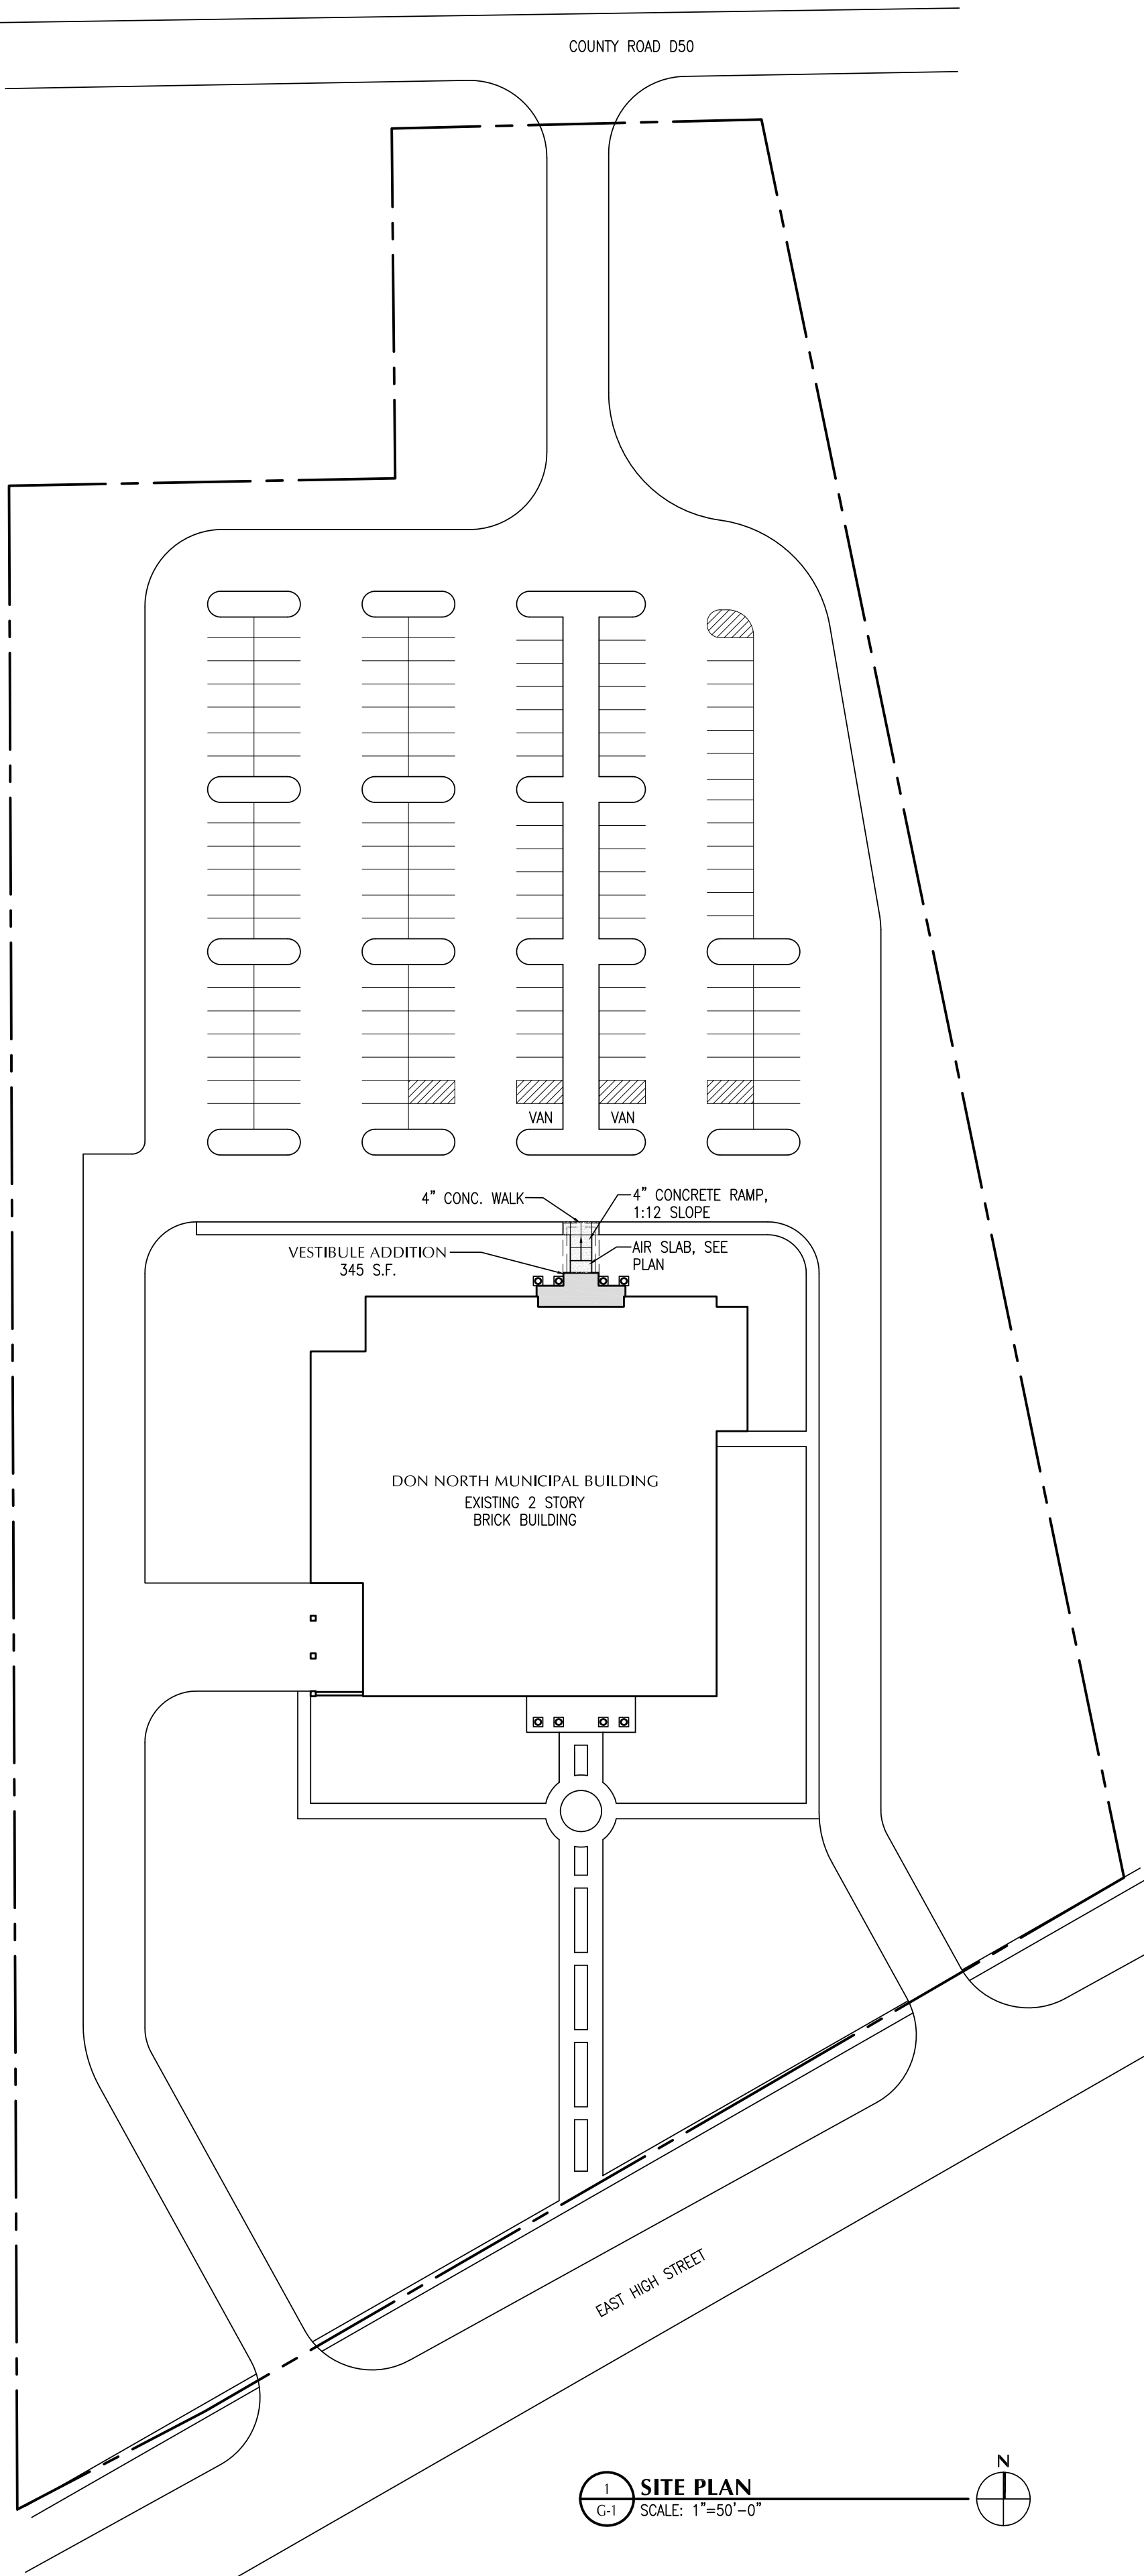 COUNTY ROAD D50
VAN
VAN
4” CONC. WALK
4” CONCRETE RAMP,
1:12 SLOPE
VESTIBULE ADDITION
345 S.F.
AIR SLAB, SEE
PLAN
DON NORTH MUNICIPAL BUILDING
EXISTING 2 STORY
BRICK BUILDING
EAST HIGH STREET
1
G-1
SITE PLAN
SCALE: 1”=50’-0”
N